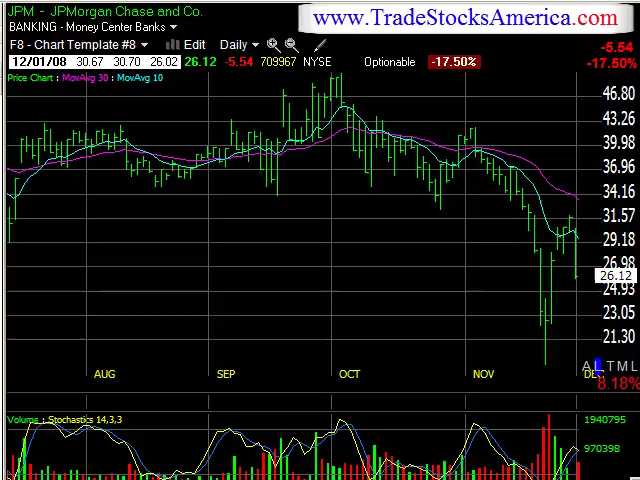 JPM - JPMorgan Chase and Co.
www.TradeStocksAmerica.com
BANKING - Money Center Banks
F8 - Chart Template #8 Edit Daily
-5.54
12/01/08 30.67 30.70 26.02 26.12 -5.54 709967 NYSE Optionable -17.50%
-17.50%
Price Chart : MovAvg 30 : MovAvg 10
46.80
43.26
39.98
36.96
34.16
31.57
29.18
26.98
26.12
24.93
23.05
21.30
A L T M L
AUG SEP OCT NOV
8.18%
Volume : Stochastics 14,3,3
1940795
970398